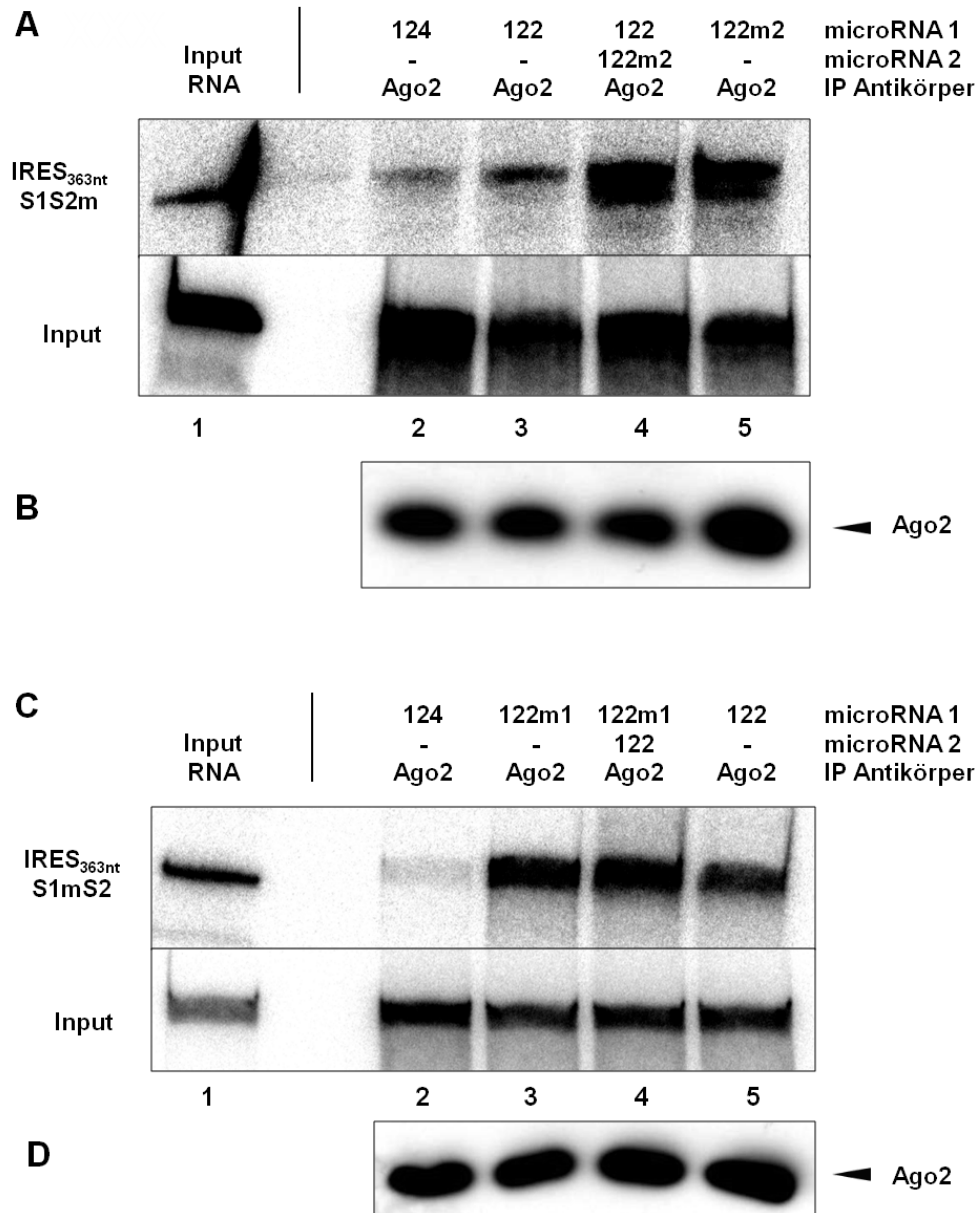 A
124 122 122 122m2 microRNA 1
Input - - 122m2 - microRNA 2
RNA Ago2 Ago2 Ago2 Ago2 IP Antikörper
IRES363nt
S1S2m
Input
1 2 3 4 5
B
Ago2
C
124 122m1 122m1 122 microRNA 1
Input - - 122 - microRNA 2
RNA Ago2 Ago2 Ago2 Ago2 IP Antikörper
IRES363nt
S1mS2
Input
1 2 3 4 5
D
Ago2